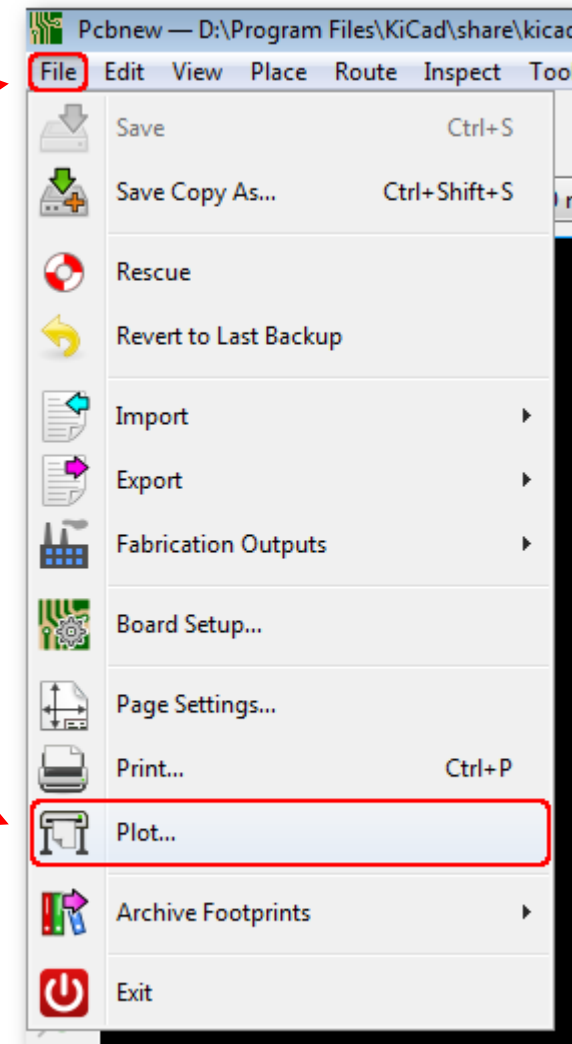 Pcbnew — D:\Program Files\KiCad\share\kicad
File Edit View Place Route Inspect Too
Save Ctrl+S
Save Copy As... Ctrl+Shift+S
Rescue
Revert to Last Backup
Import
Export
Fabrication Outputs
Board Setup...
Page Settings...
Print... Ctrl+P
Plot...
Archive Footprints
Exit